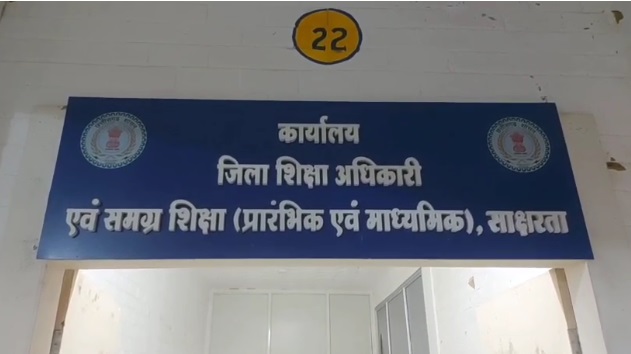 22
कार्यालय
जिला शिक्षा अधिकारी
एवं समग्र शिक्षा (प्रारंभिक एवं माध्यमिक), साक्षरता